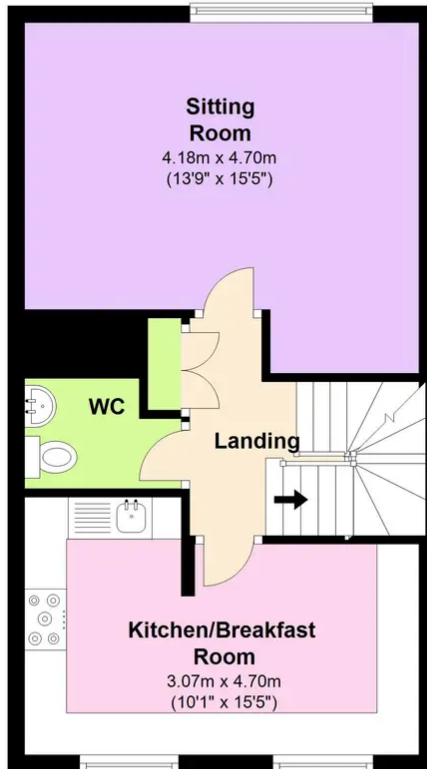 Sitting
Room
4.18m x 4.70m
(13'9" x 15'5")
WC
Landing
Kitchen/Breakfast
Room
3.07m x 4.70m
(10'1" x 15'5")